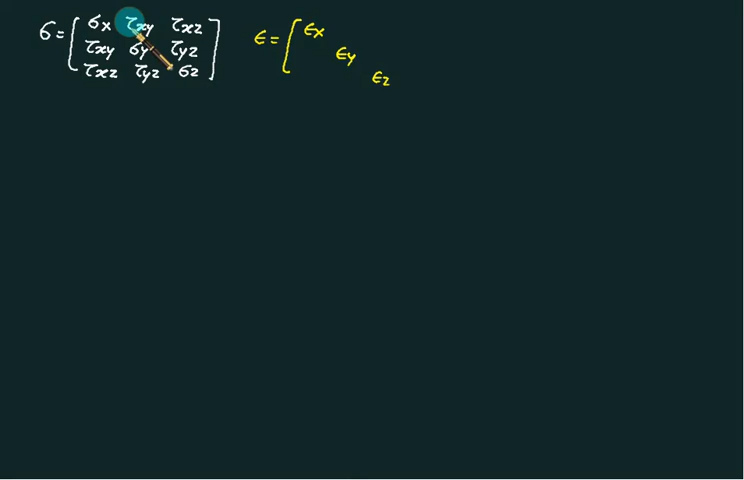 σ = [ σx τxy τxz ] ϵ = [ ϵx
τxy σy τyz ϵy
τxz τyz σz ϵz